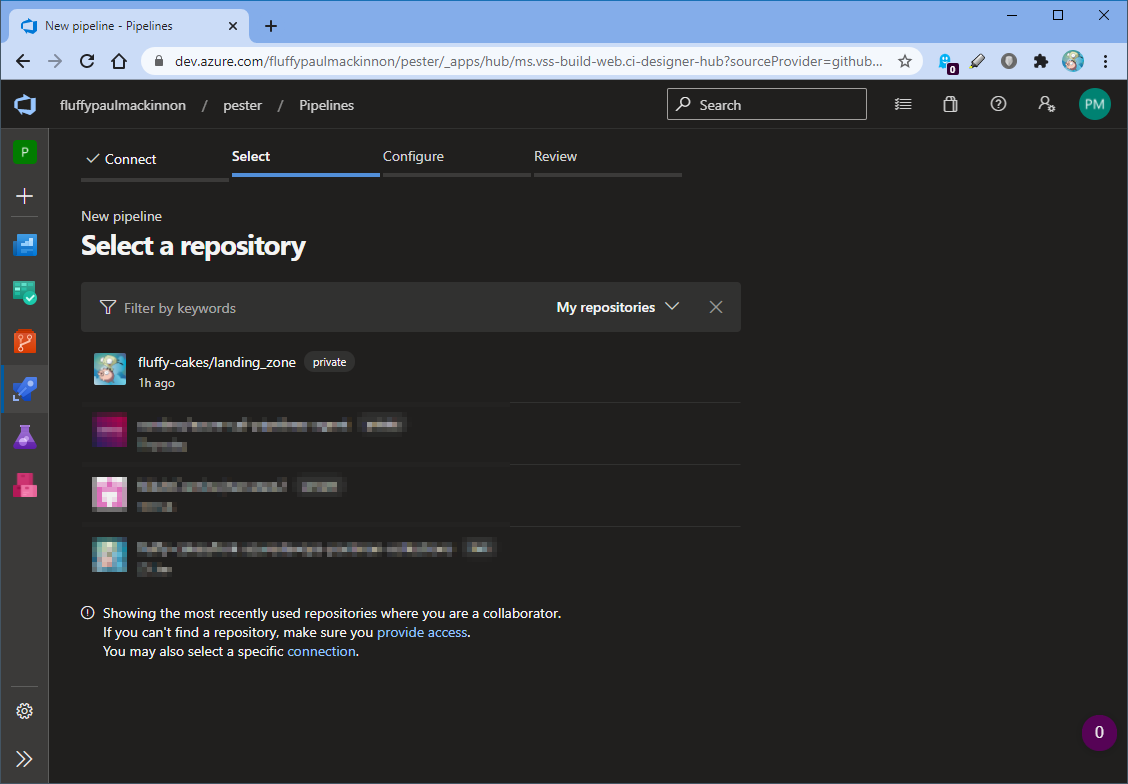 New pipeline - Pipelines
dev.azure.com/fluffypaulmackinnon/pester/_apps/hub/ms.vss-build-web.ci-designer-hub?sourceProvider=github...
0
fluffypaulmackinnon / pester / Pipelines
Search
PM
P
Connect Select Configure Review
New pipeline
Select a repository
Filter by keywords My repositories
fluffy-cakes/landing_zone private
1h ago
Showing the most recently used repositories where you are a collaborator.
If you can't find a repository, make sure you provide access.
You may also select a specific connection.
0